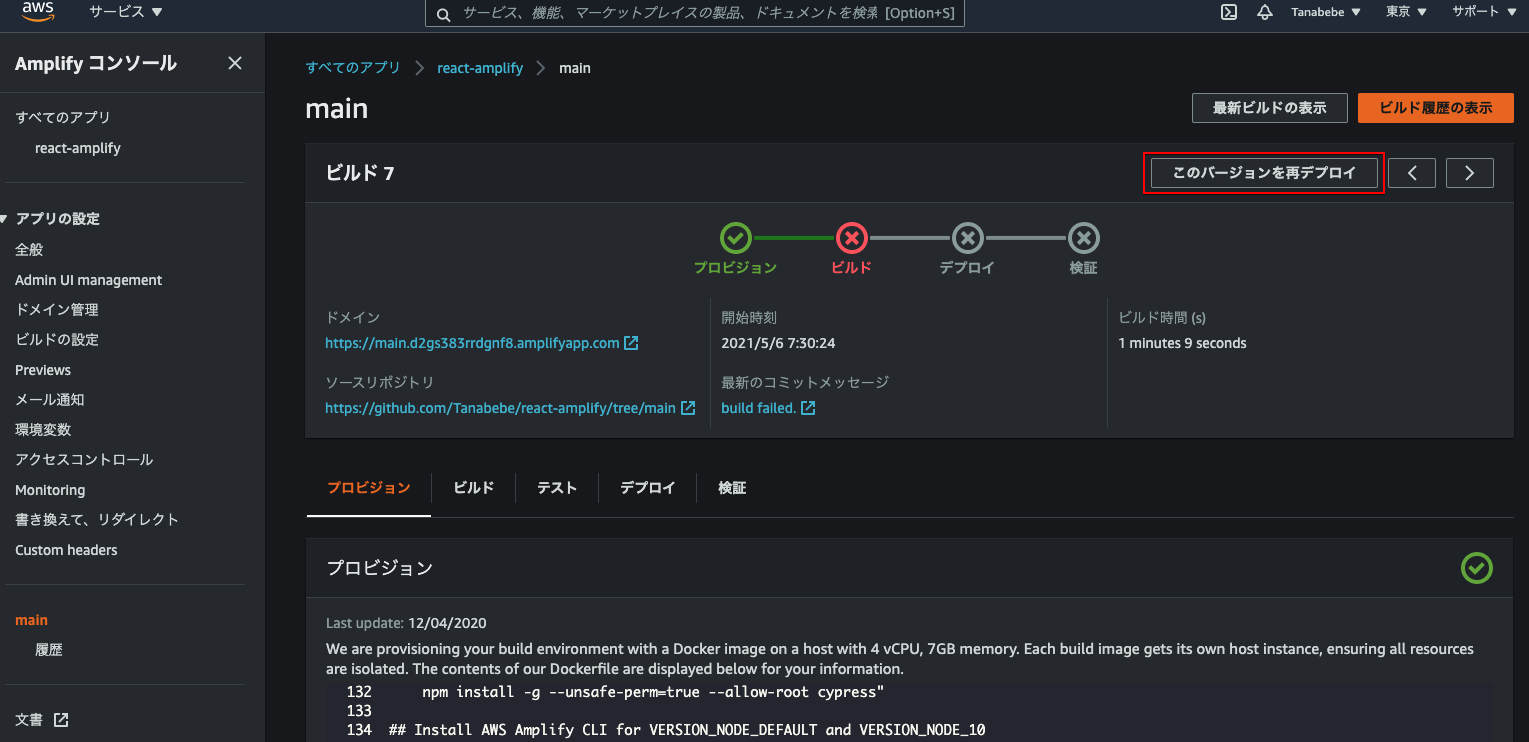 aws
サービス ▼
サービス、機能、マーケットプレイスの製品、ドキュメントを検索 [Option+S]
Tanabebe ▼
東京 ▼
サポート ▼
Amplify コンソール
すべてのアプリ
react-amplify
アプリの設定
全般
Admin UI management
ドメイン管理
ビルドの設定
Previews
メール通知
環境変数
アクセスコントロール
Monitoring
書き換えて、リダイレクト
Custom headers
main
履歴
文書
すべてのアプリ > react-amplify > main
main
最新ビルドの表示
ビルド履歴の表示
ビルド 7
このバージョンを再デプロイ
プロビジョン
ビルド
デプロイ
検証
ドメイン
https://main.d2gs383rrdgnf8.amplifyapp.com
ソースリポジトリ
https://github.com/Tanabebe/react-amplify/tree/main
開始時刻
2021/5/6 7:30:24
最新のコミットメッセージ
build failed.
ビルド時間 (s)
1 minutes 9 seconds
プロビジョン
ビルド
テスト
デプロイ
検証
プロビジョン
Last update: 12/04/2020
We are provisioning your build environment with a Docker image on a host with 4 vCPU, 7GB memory. Each build image gets its own host instance, ensuring all resources
are isolated. The contents of our Dockerfile are displayed below for your information.
132 npm install -g --unsafe-perm=true --allow-root cypress"
133
134 ## Install AWS Amplify CLI for VERSION_NODE_DEFAULT and VERSION_NODE_10